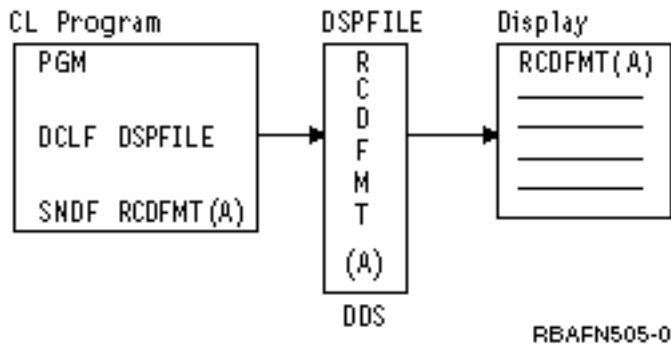 CL Program
PGM
DCLF DSPFILE
SNDF RCDFMT(A)
DSPFILE
R
C
D
F
M
T
(A)
DDS
Display
RCDFMT(A)
RBAFN505-0